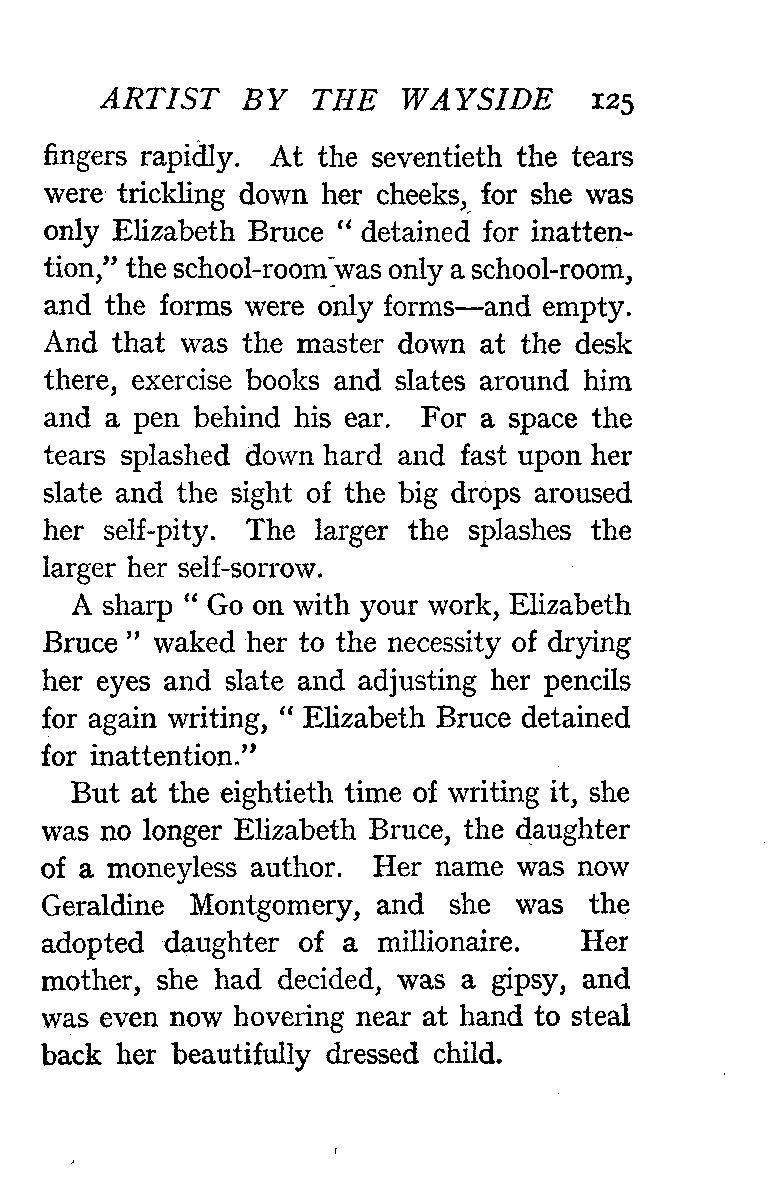 ARTIST BY THE WAYSIDE 125
fingers rapidly. At the seventieth the tears
were trickling down her cheeks, for she was
only Elizabeth Bruce “ detained for inatten-
tion,” the school-room was only a school-room,
and the forms were only forms—and empty.
And that was the master down at the desk
there, exercise books and slates around him
and a pen behind his ear. For a space the
tears splashed down hard and fast upon her
slate and the sight of the big drops aroused
her self-pity. The larger the splashes the
larger her self-sorrow.
A sharp “ Go on with your work, Elizabeth
Bruce ” waked her to the necessity of drying
her eyes and slate and adjusting her pencils
for again writing, “ Elizabeth Bruce detained
for inattention.”
But at the eightieth time of writing it, she
was no longer Elizabeth Bruce, the daughter
of a moneyless author. Her name was now
Geraldine Montgomery, and she was the
adopted daughter of a millionaire. Her
mother, she had decided, was a gipsy, and
was even now hovering near at hand to steal
back her beautifully dressed child.